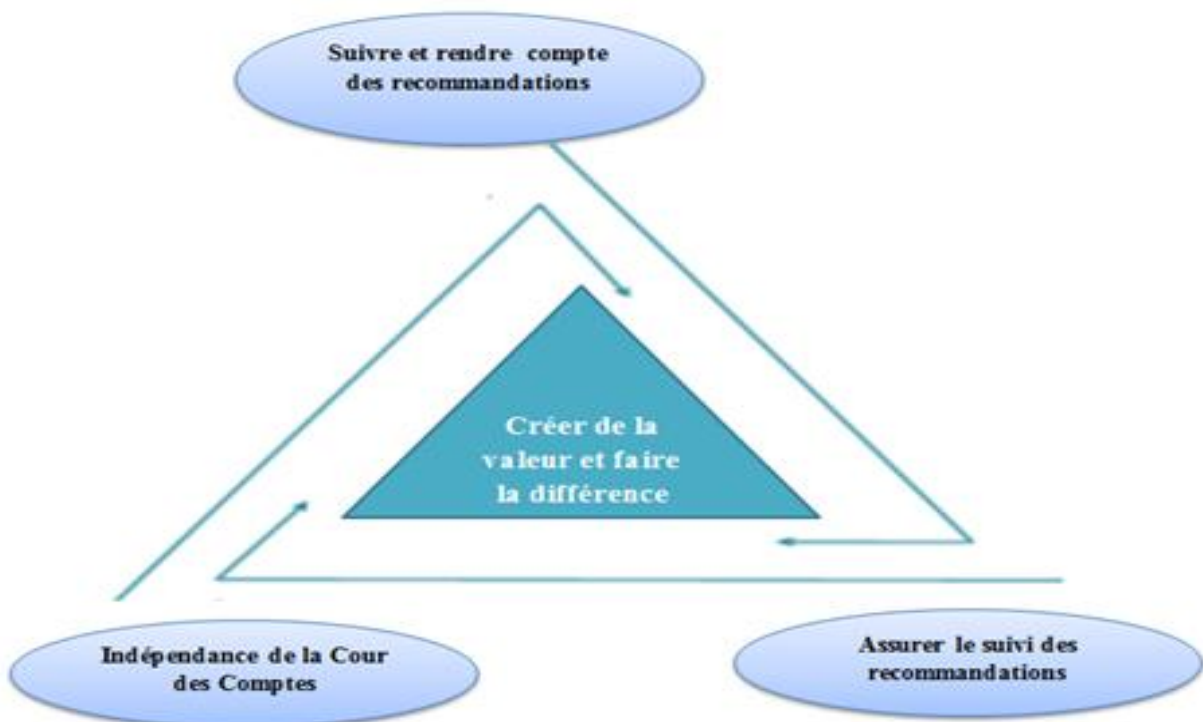 Suivre et rendre compte
des recommandations
Créer de la
valeur et faire
la différence
Indépendance de la Cour
des Comptes
Assurer le suivi des
recommandations